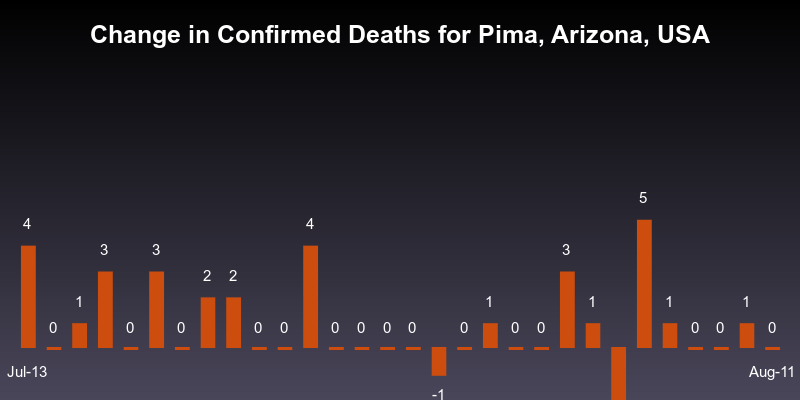 Change in Confirmed Deaths for Pima, Arizona, USA
4 0 1 3 0 3 0 2 2 0 0 4 0 0 0 0 -1 0 1 0 0 3 1 5 1 0 0 1 0
Jul-13 Aug-11